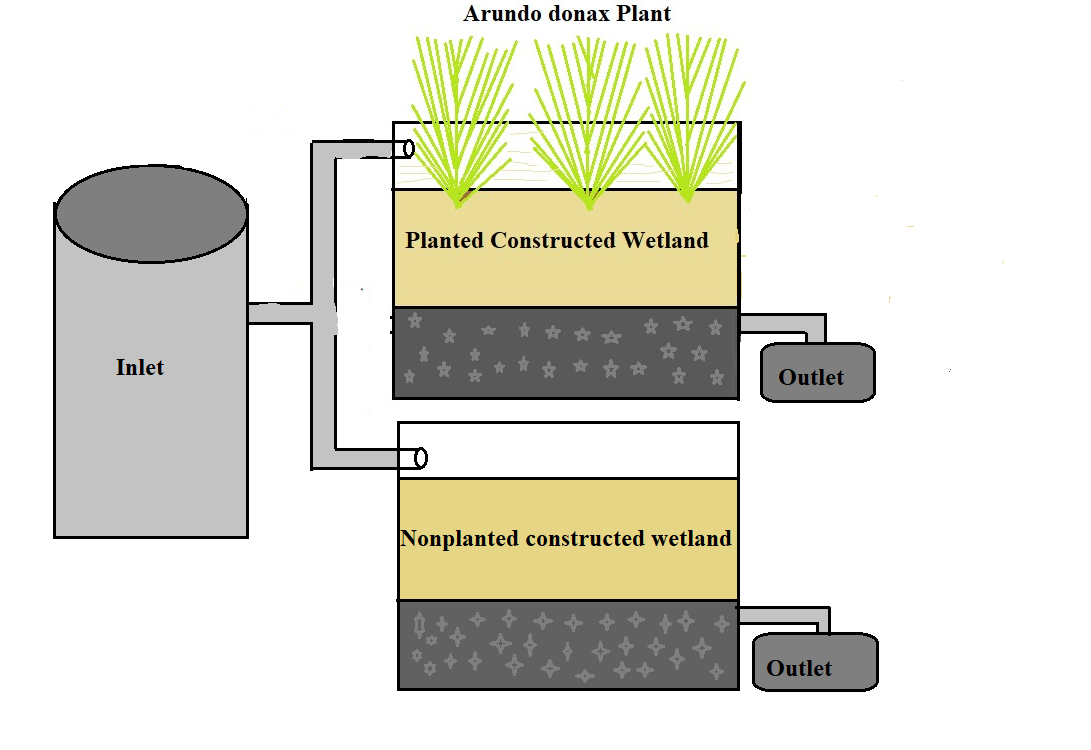 Arundo donax Plant
Planted Constructed Wetland
Inlet
Outlet
Nonplanted constructed wetland
Outlet